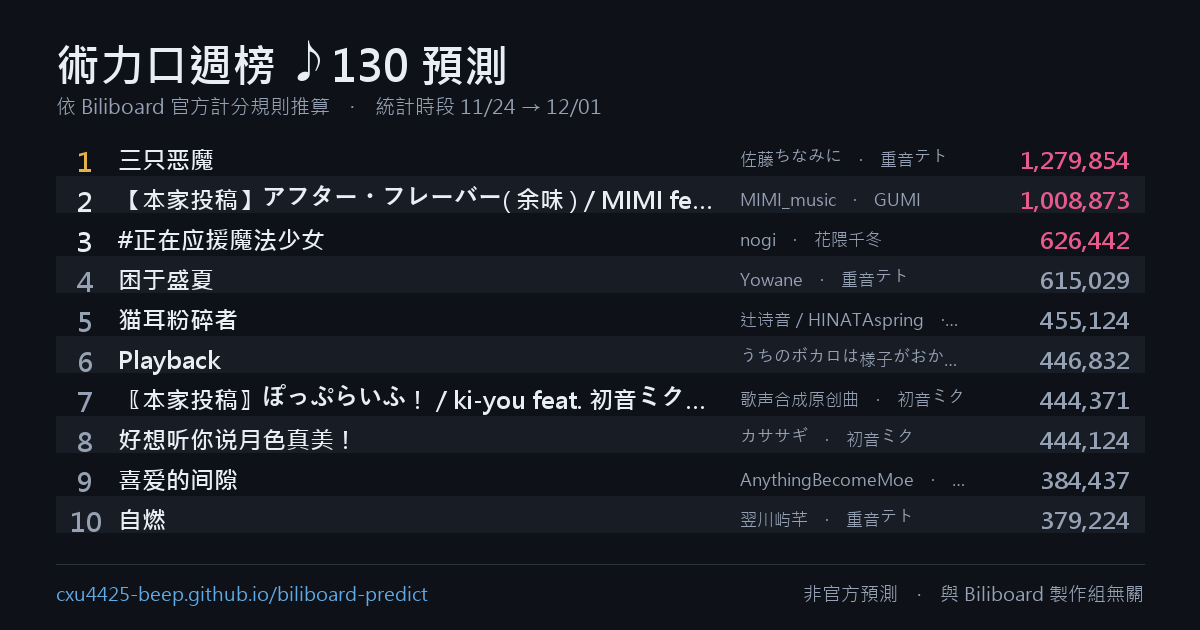 術力口週榜 ♪130 預測
依 Biliboard 官方計分規則推算 · 統計時段 11/24 → 12/01
1 三只恶魔 佐藤ちなみに · 重音テト 1,279,854
2 【本家投稿】アフター・フレーバー(余味) / MIMI fe... MIMI_music · GUMI 1,008,873
3 #正在应援魔法少女 nogi · 花隈千冬 626,442
4 困于盛夏 Yowane · 重音テト 615,029
5 猫耳粉碎者 辻诗音 / HINATAspring ·... 455,124
6 Playback うちのボカロは様子がおか... 446,832
7 〖本家投稿〗ぽっぷらいふ！ / ki-you feat. 初音ミク... 歌声合成原创曲 · 初音ミク 444,371
8 好想听你说月色真美！ カササギ · 初音ミク 444,124
9 喜爱的间隙 AnythingBecomeMoe · ... 384,437
10 自燃 翌川屿芊 · 重音テト 379,224
cxu4425-beep.github.io/biliboard-predict 非官方預測 · 與 Biliboard 製作組無關